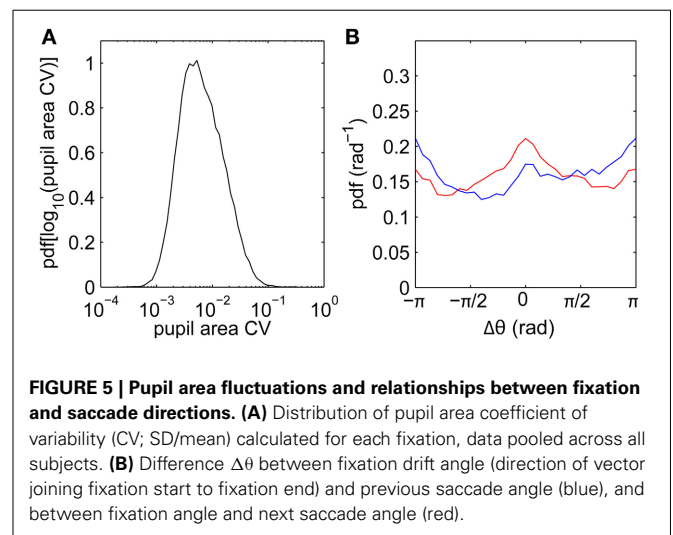 A
B
pdf[log10(pupil area CV)]
1
0.8
0.6
0.4
0.2
0
10−4 10−3 10−2 10−1 100
pupil area CV
pdf (rad−1)
0.3
0.25
0.2
0.15
0.1
0.05
0
−π −π/2 0 π/2 π
Δθ (rad)
FIGURE 5 | Pupil area fluctuations and relationships between fixation
and saccade directions. (A) Distribution of pupil area coefficient of
variability (CV; SD/mean) calculated for each fixation, data pooled across all
subjects. (B) Difference Δθ between fixation drift angle (direction of vector
joining fixation start to fixation end) and previous saccade angle (blue), and
between fixation angle and next saccade angle (red).